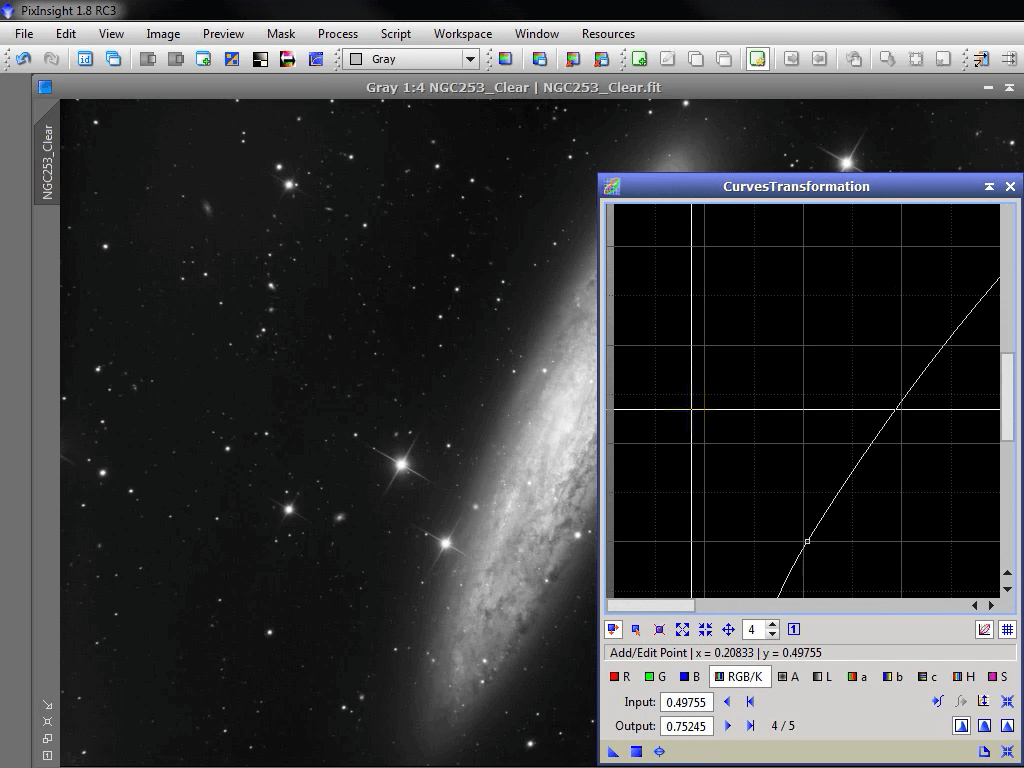 PixInsight 1.8 RC3
File Edit View Image Preview Mask Process Script Workspace Window Resources
id Gray
Gray 1:4 NGC253_Clear | NGC253_Clear.fit
NGC253_Clear
CurvesTransformation
4 1
Add/Edit Point | x = 0.20833 | y = 0.49755
R G B RGB/K A L a b c H S
Input: 0.49755
Output: 0.75245 4 / 5